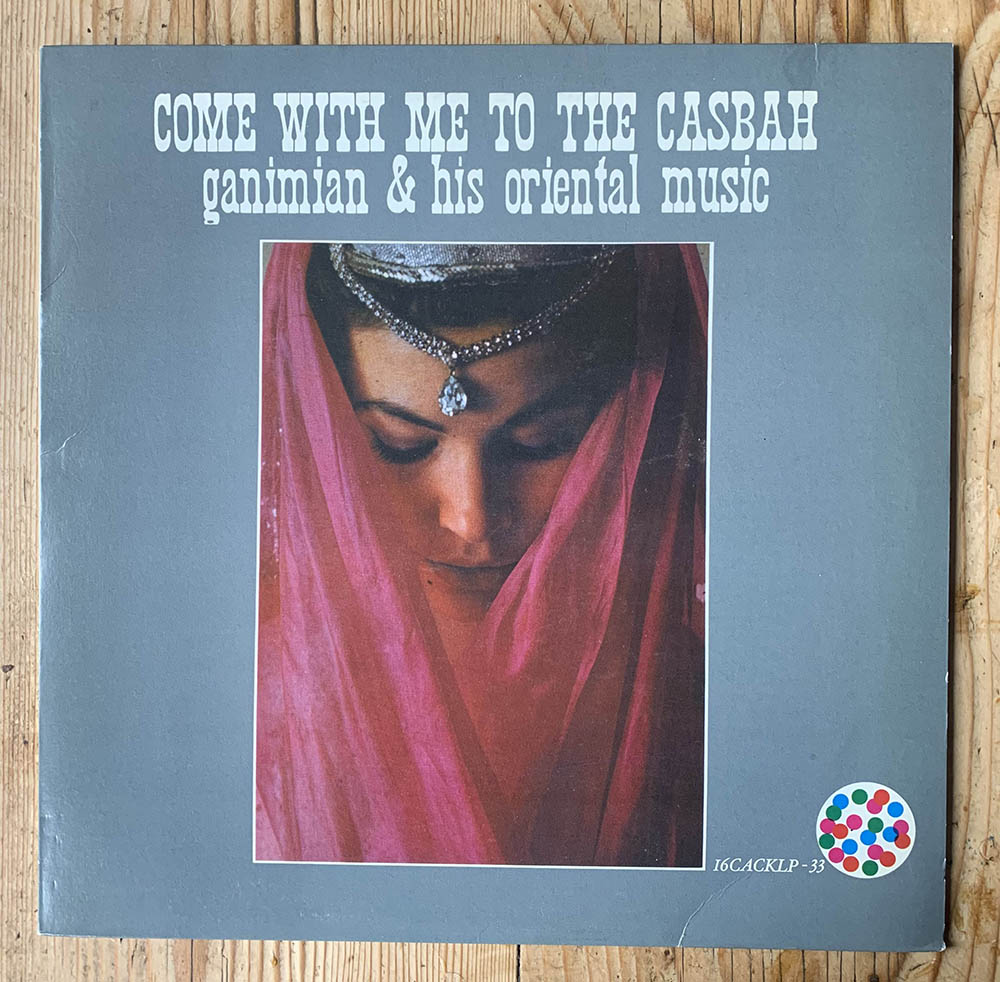 COME WITH ME TO THE CASBAH
ganimian & his oriental music
16CACKLP-33